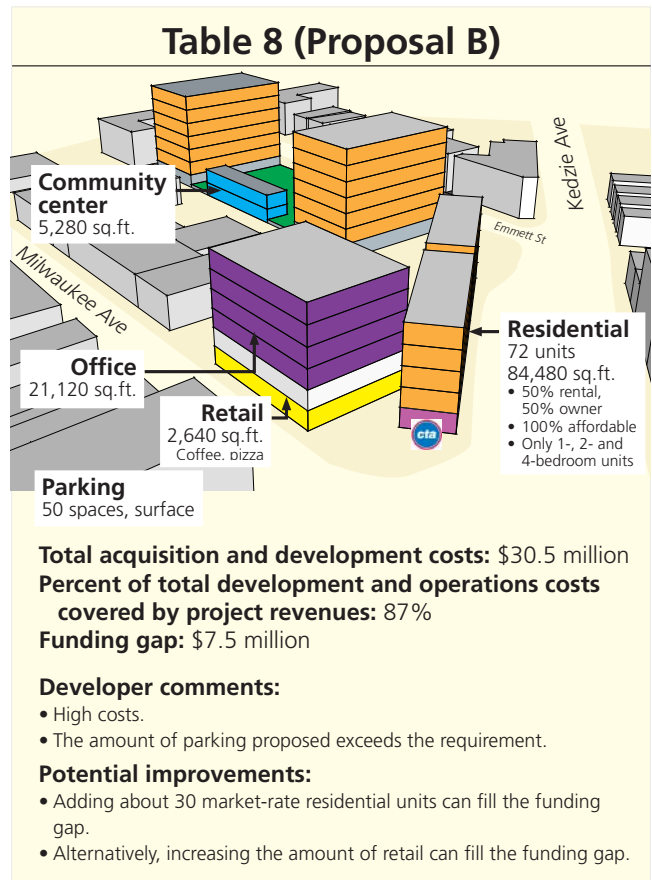 Table 8 (Proposal B)
Community
center
5,280 sq.ft.
Kedzie Ave
Emmett St
Milwaukee Ave
Office
21,120 sq.ft.
Retail
2,640 sq.ft.
Coffee, pizza
cta
Residential
72 units
84,480 sq.ft.
• 50% rental,
50% owner
• 100% affordable
• Only 1-, 2- and
4-bedroom units
Parking
50 spaces, surface
Total acquisition and development costs: $30.5 million
Percent of total development and operations costs
covered by project revenues: 87%
Funding gap: $7.5 million
Developer comments:
• High costs.
• The amount of parking proposed exceeds the requirement.
Potential improvements:
• Adding about 30 market-rate residential units can fill the funding
gap.
• Alternatively, increasing the amount of retail can fill the funding gap.